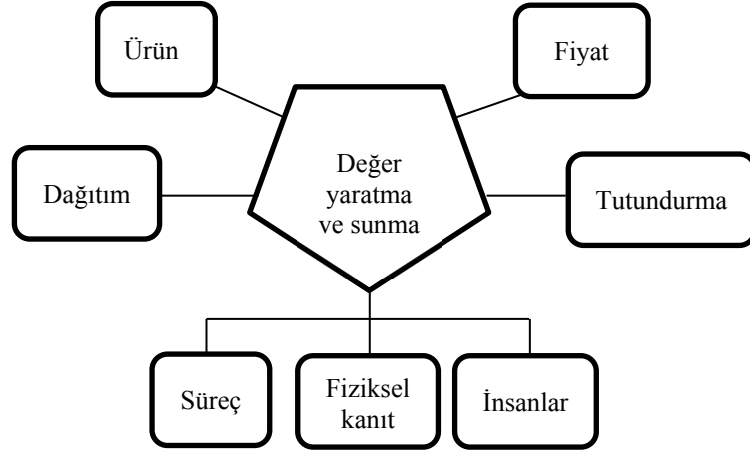 Ürün
Fiyat
Değer
yaratma
ve sunma
Dağıtım
Tutundurma
Süreç
Fiziksel
kanıt
İnsanlar